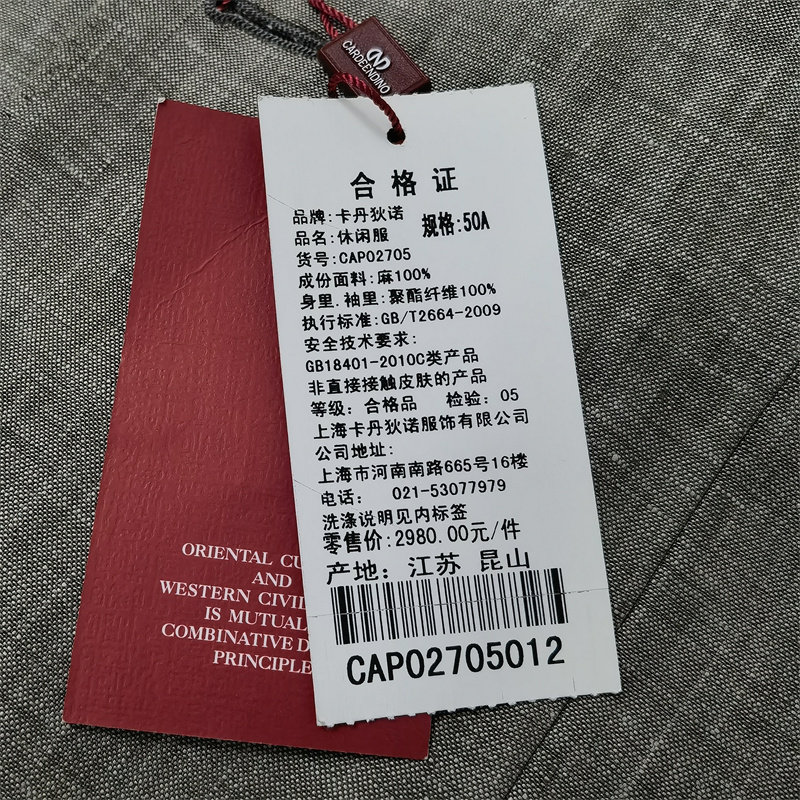 CARDEENDINO
合格证
品牌:卡丹狄诺
规格:50A
品名:休闲服
货号:CAP02705
成份面料:麻100%
身里.袖里:聚酯纤维100%
执行标准:GB/T2664-2009
安全技术要求:
GB18401-2010C类产品
非直接接触皮肤的产品
等级: 合格品 检验: 05
上海卡丹狄诺服饰有限公司
公司地址:
上海市河南南路665号16楼
电话: 021-53077979
洗涤说明见内标签
零售价:2980.00元/件
产地: 江苏 昆山
CAP02705012
ORIENTAL CU
AND
WESTERN CIVIL
IS MUTUAL
COMBINATIVE D
PRINCIPLE